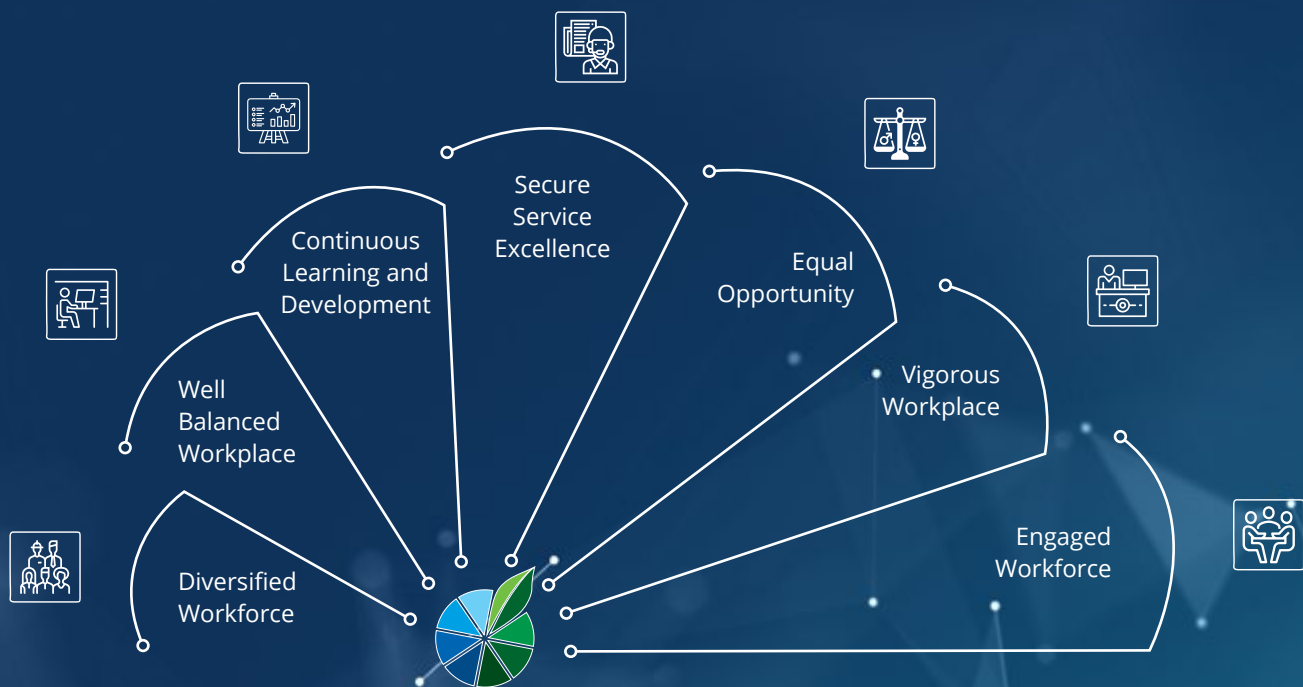 Diversified
Workforce
Well
Balanced
Workplace
Continuous
Learning and
Development
Secure
Service
Excellence
Equal
Opportunity
Vigorous
Workplace
Engaged
Workforce